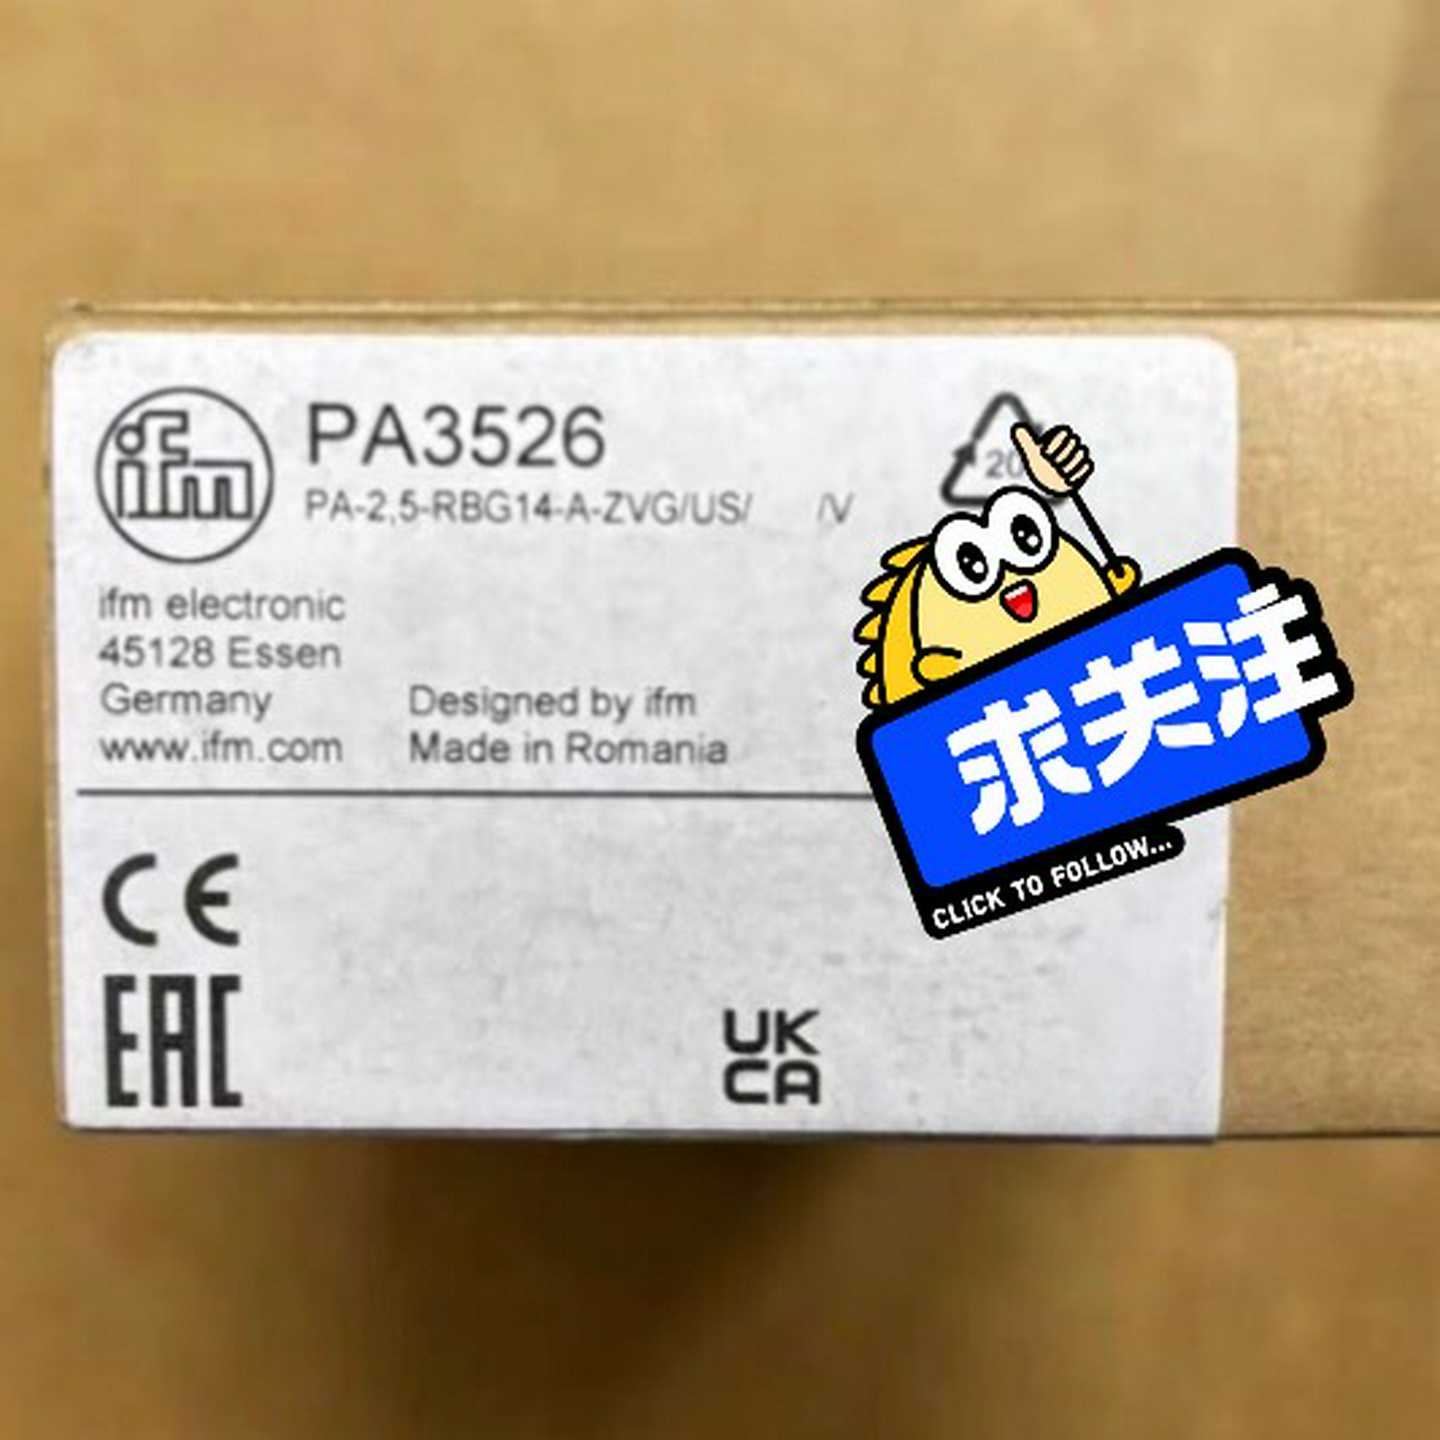 ifm
PA3526
PA-2,5-RBG14-A-ZVG/US/ /V
20
ifm electronic
45128 Essen
Germany
www.ifm.com
Designed by ifm
Made in Romania
求关注
CLICK TO FOLLOW...
CE
EAC
UK
CA